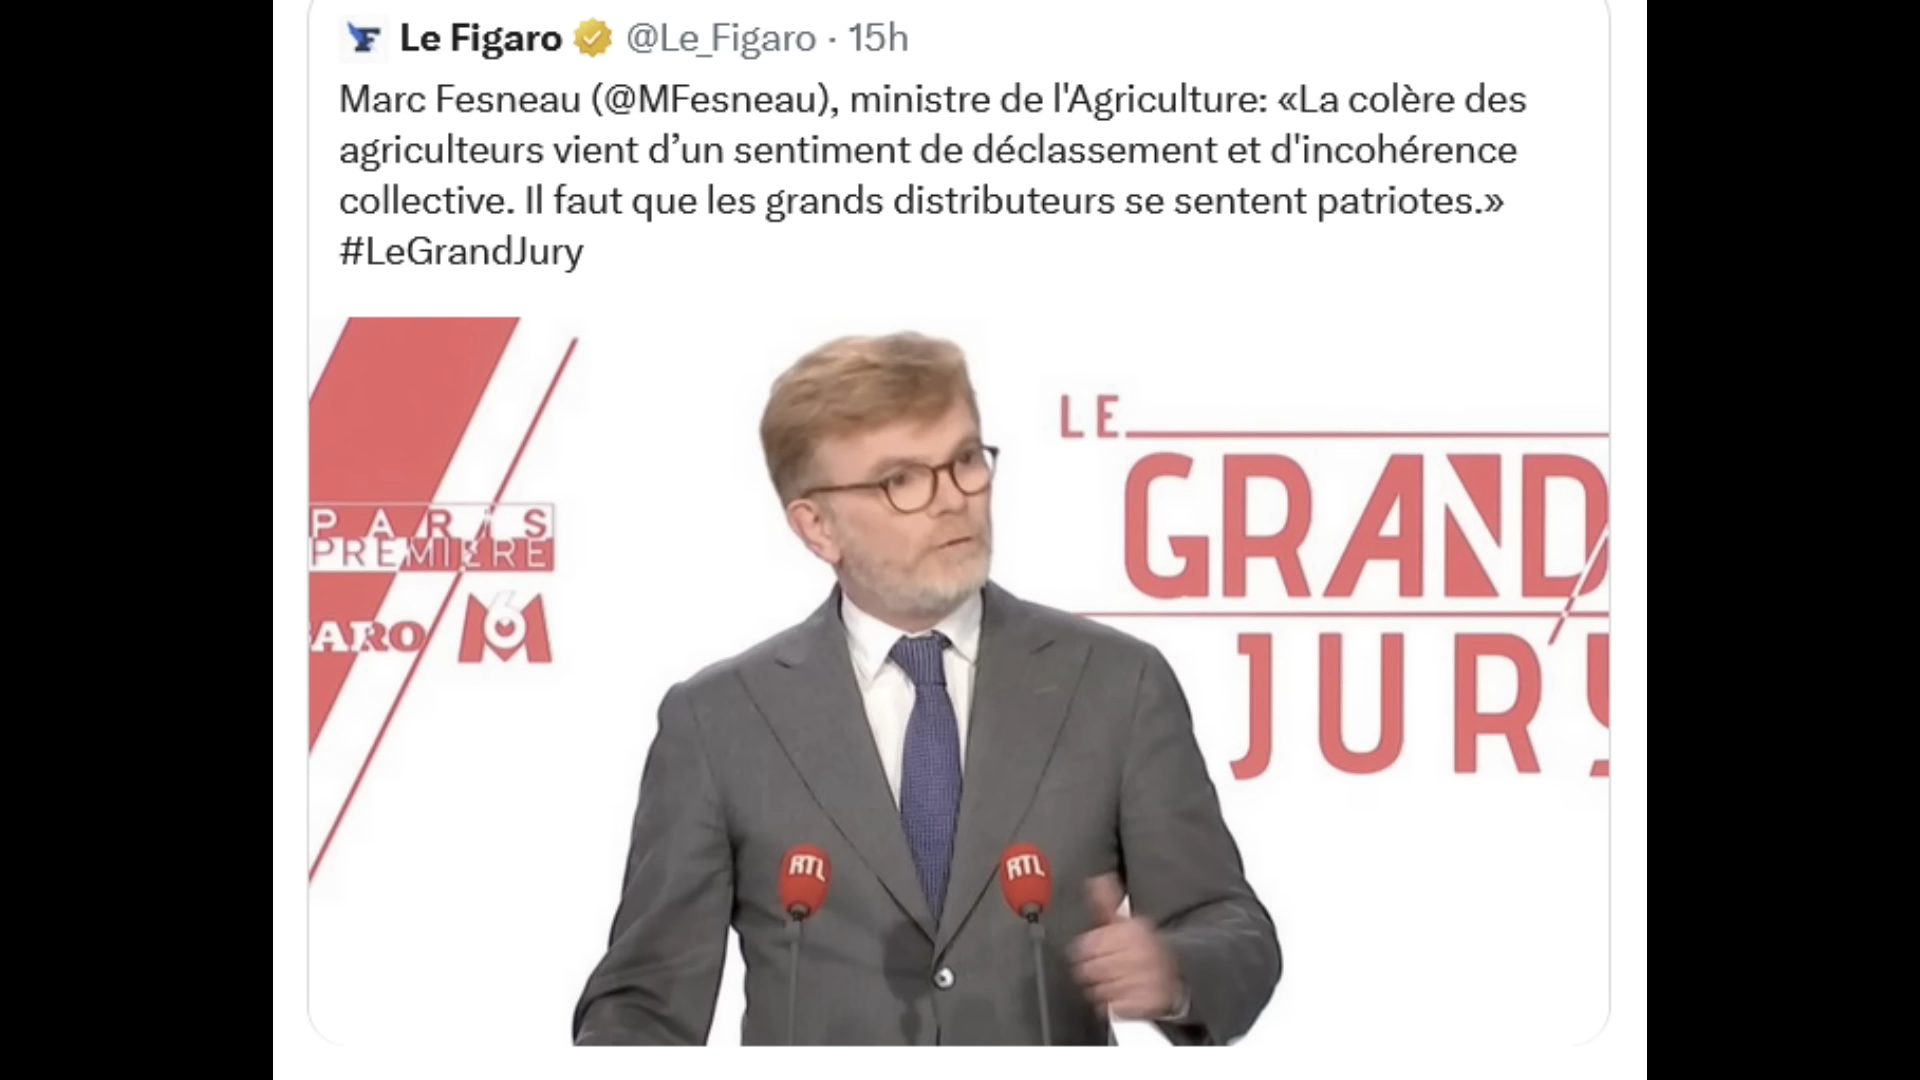 Le Figaro @Le_Figaro · 15h
Marc Fesneau (@MFesneau), ministre de l'Agriculture: «La colère des
agriculteurs vient d’un sentiment de déclassement et d'incohérence
collective. Il faut que les grands distributeurs se sentent patriotes.»
#LeGrandJury
PARIS
PREMIERE
ARO M6
LE
GRAND
JURY
RTL RTL